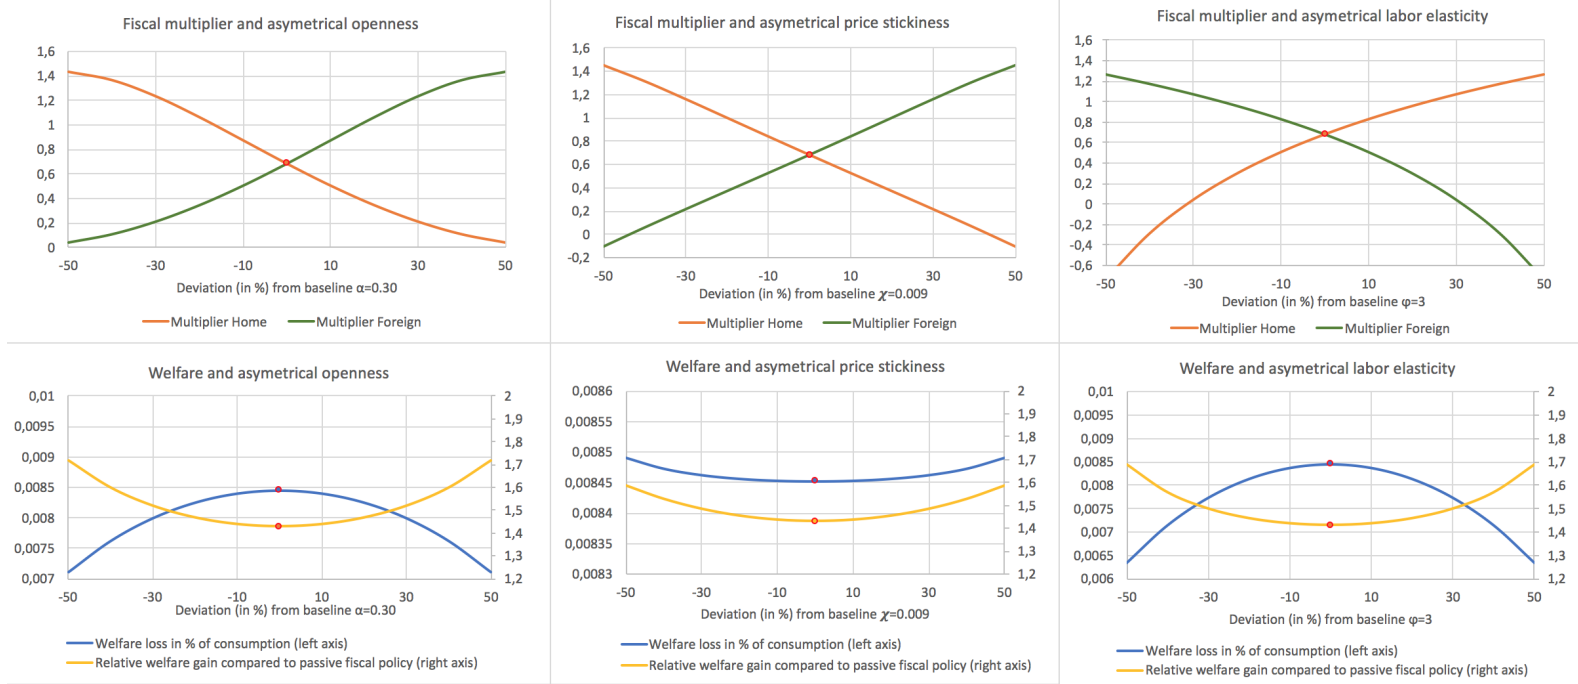 Fiscal multiplier and asymetrical openness
1,6
1,4
1,2
1
0,8
0,6
0,4
0,2
0
-50 -30 -10 10 30 50
Deviation (in %) from baseline α=0.30
Multiplier Home Multiplier Foreign
Fiscal multiplier and asymetrical price stickiness
1,6
1,4
1,2
1
0,8
0,6
0,4
0,2
0
-0,2
-50 -30 -10 10 30 50
Deviation (in %) from baseline χ=0.009
Multiplier Home Multiplier Foreign
Fiscal multiplier and asymetrical labor elasticity
1,6
1,4
1,2
1
0,8
0,6
0,4
0,2
0
-0,2
-0,4
-0,6
-50 -30 -10 10 30 50
Deviation (in %) from baseline φ=3
Multiplier Home Multiplier Foreign
Welfare and asymetrical openness
0,01 2
0,0095 1,9
1,8
0,009 1,7
0,0085 1,6
1,5
0,008 1,4
0,0075 1,3
0,007 1,2
-50 -30 -10 10 30 50
Deviation (in %) from baseline α=0.30
Welfare loss in % of consumption (left axis)
Relative welfare gain compared to passive fiscal policy (right axis)
Welfare and asymetrical price stickiness
0,0086 2
0,00855 1,9
1,8
0,0085 1,7
0,00845 1,6
0,0084 1,5
1,4
0,00835 1,3
0,0083 1,2
-50 -30 -10 10 30 50
Deviation (in %) from baseline χ=0.009
Welfare loss in % of consumption (left axis)
Relative welfare gain compared to passive fiscal policy (right axis)
Welfare and asymetrical labor elasticity
0,01 2
0,0095 1,9
0,009 1,8
0,0085 1,7
0,008 1,6
0,0075 1,5
0,007 1,4
0,0065 1,3
0,006 1,2
-50 -30 -10 10 30 50
Deviation (in %) from baseline φ=3
Welfare loss in % of consumption (left axis)
Relative welfare gain compared to passive fiscal policy (right axis)